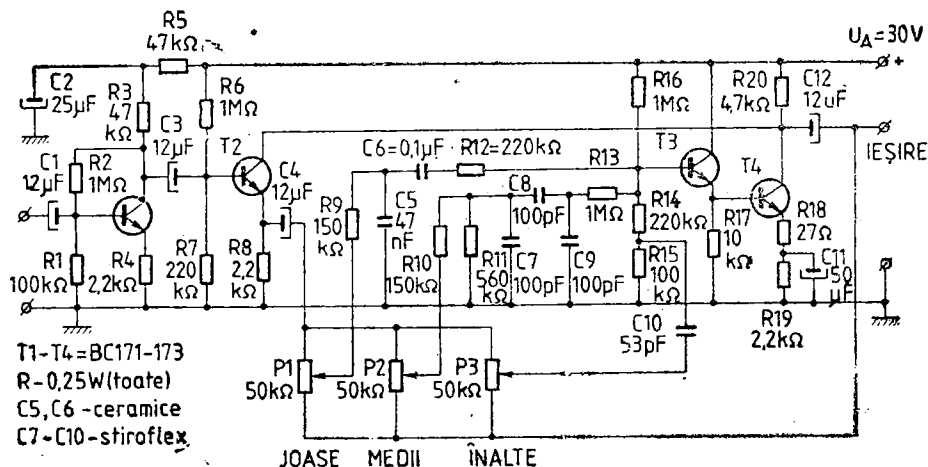 R5
47kΩ
U_A=30V
C2
25µF
R3
47
kΩ
R6
1MΩ
R16
1MΩ
R20
4,7kΩ
C12
12uF
C3
12µF
T2
C1
12µF
R2
1MΩ
C4
12µF
C6=0,1µF
R12=220kΩ
R13
1MΩ
T3
T4
IEȘIRE
R9
150
kΩ
C5
47
nF
C8
100pF
R14
220kΩ
R17
10
kΩ
R18
27Ω
R1
100kΩ
R4
2,2kΩ
R7
220
kΩ
R8
2,2
kΩ
R10
150kΩ
R11
560
kΩ
C7
100pF
C9
100pF
R15
100
kΩ
C11
50
µF
C10
53pF
R19
2,2kΩ
T1-T4=BC171-173
R-0,25W(toate)
C5,C6-ceramice
C7-C10-stiroflex
P1
50kΩ
P2
50kΩ
P3
50kΩ
JOASE MEDII ÎNALTE